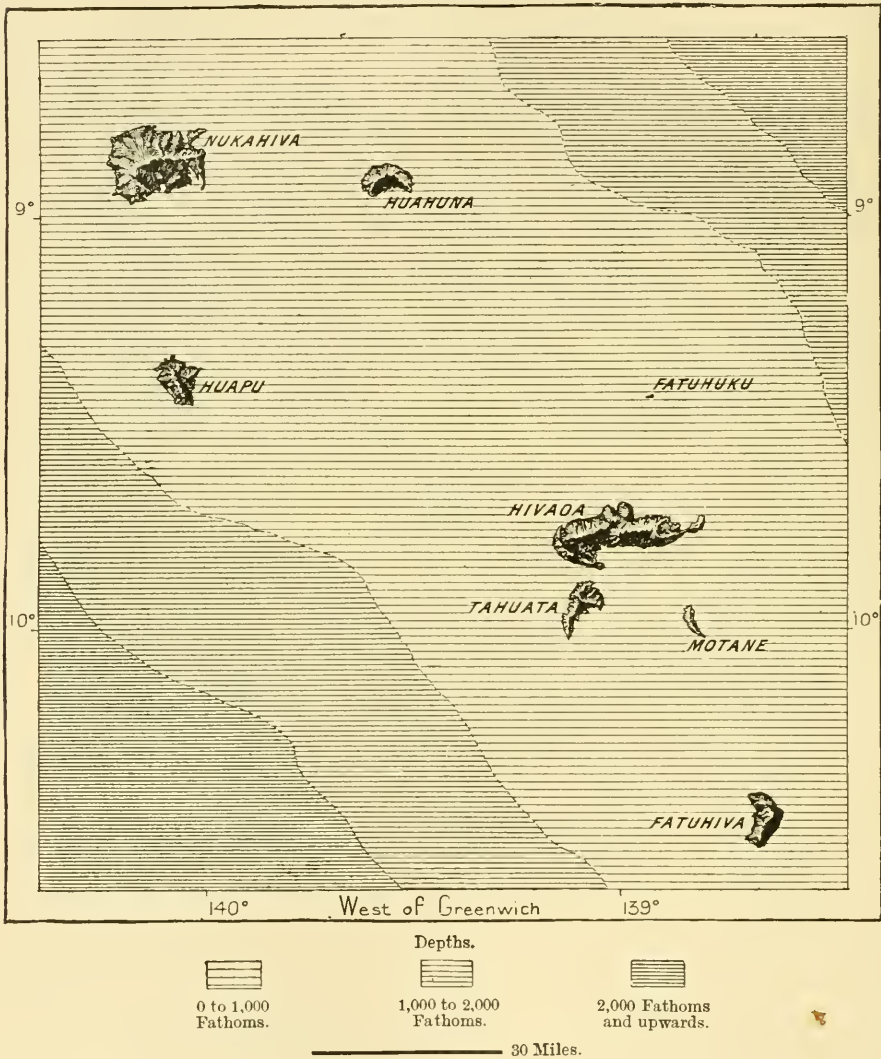 NUKAHIVA
HUAHUNA
9° 9°
HUAPU
FATUHUKU
HIVAOA
TAHUATA
10° 10°
MOTANE
FATUHIVA
140° West of Greenwich 139°
Depths.
0 to 1,000
Fathoms.
1,000 to 2,000
Fathoms.
2,000 Fathoms
and upwards.
30 Miles.